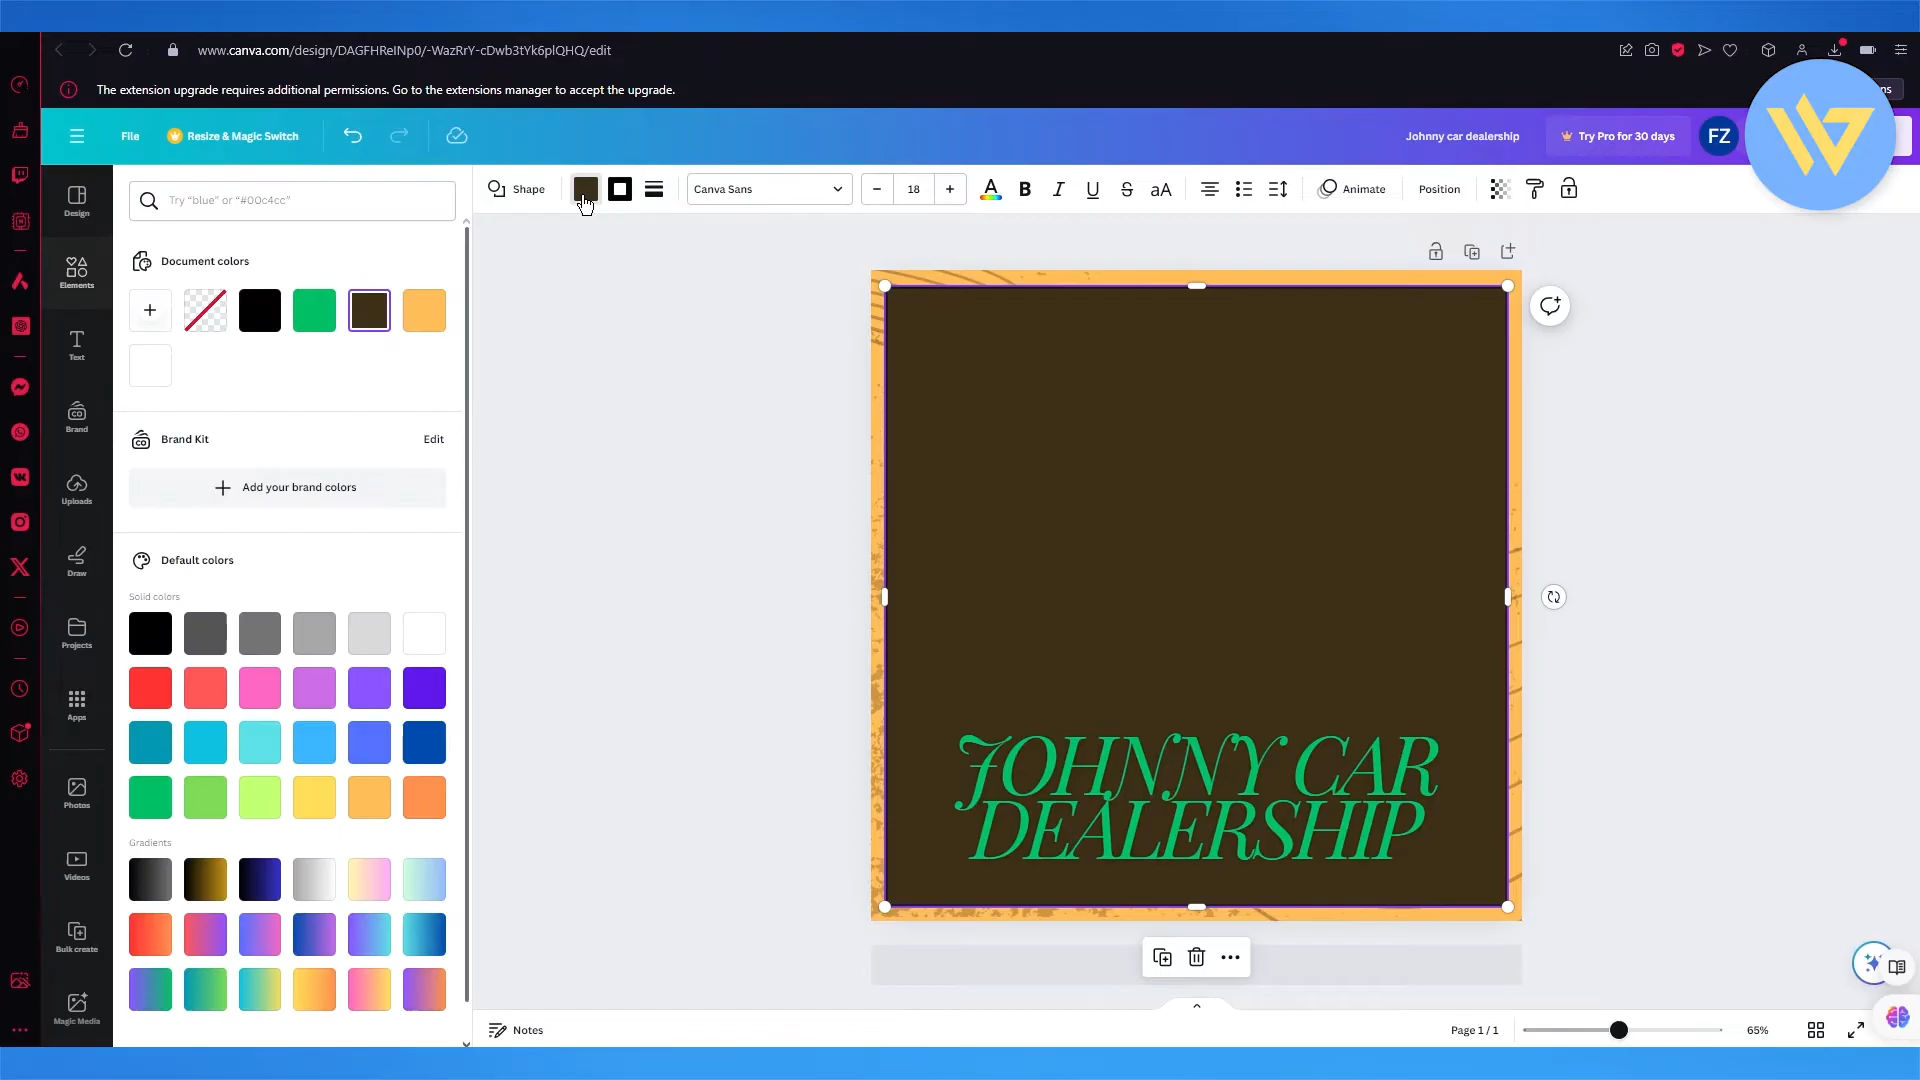 www.canva.com/design/DAGFHReINp0/-WazRrY-cDwb3tYk6plQHQ/edit
The extension upgrade requires additional permissions. Go to the extensions manager to accept the upgrade.
File
Resize & Magic Switch
Johnny car dealership
Try Pro for 30 days
FZ
Design
Elements
Text
Brand
Uploads
Draw
Projects
Apps
Photos
Videos
Bulk create
Magic Media
Try "blue" or "#00c4cc"
Shape
Canva Sans
18
Animate
Position
Document colors
Brand Kit
Edit
Add your brand colors
Default colors
Solid colors
Gradients
JOHNNY CAR
DEALERSHIP
Notes
Page 1 / 1
65%